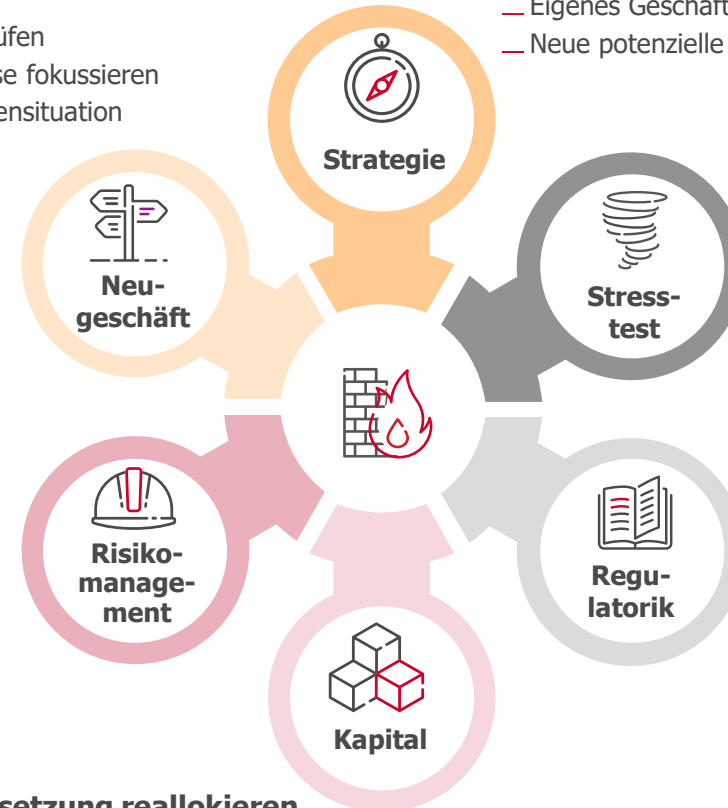 üfen
se fokussieren
ensituation
Eigenes Geschäft
Neue potenzielle
Strategie
Neu-
geschäft
Stress-
test
Risiko-
manage-
ment
Regu-
latorik
Kapital
setzung reallokieren